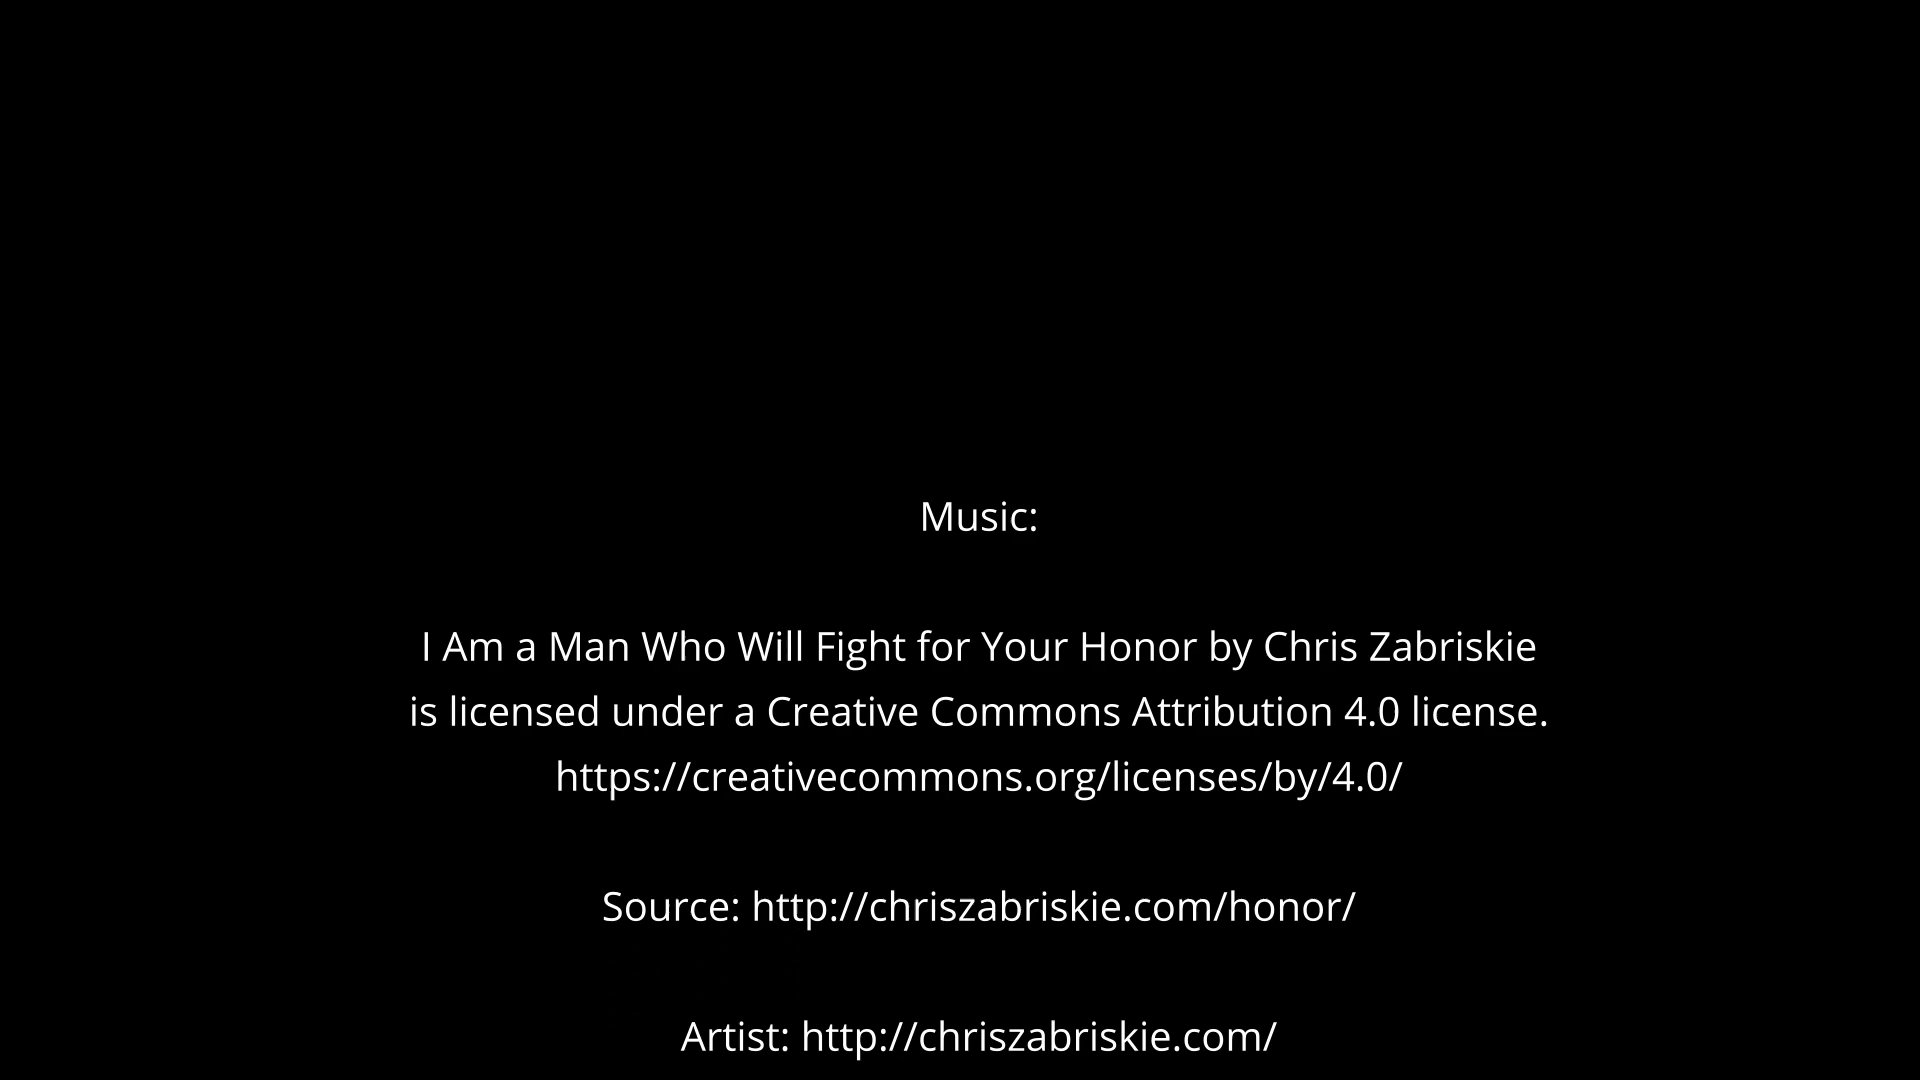 Music:
I Am a Man Who Will Fight for Your Honor by Chris Zabriskie
is licensed under a Creative Commons Attribution 4.0 license.
https://creativecommons.org/licenses/by/4.0/
Source: http://chriszabriskie.com/honor/
Artist: http://chriszabriskie.com/